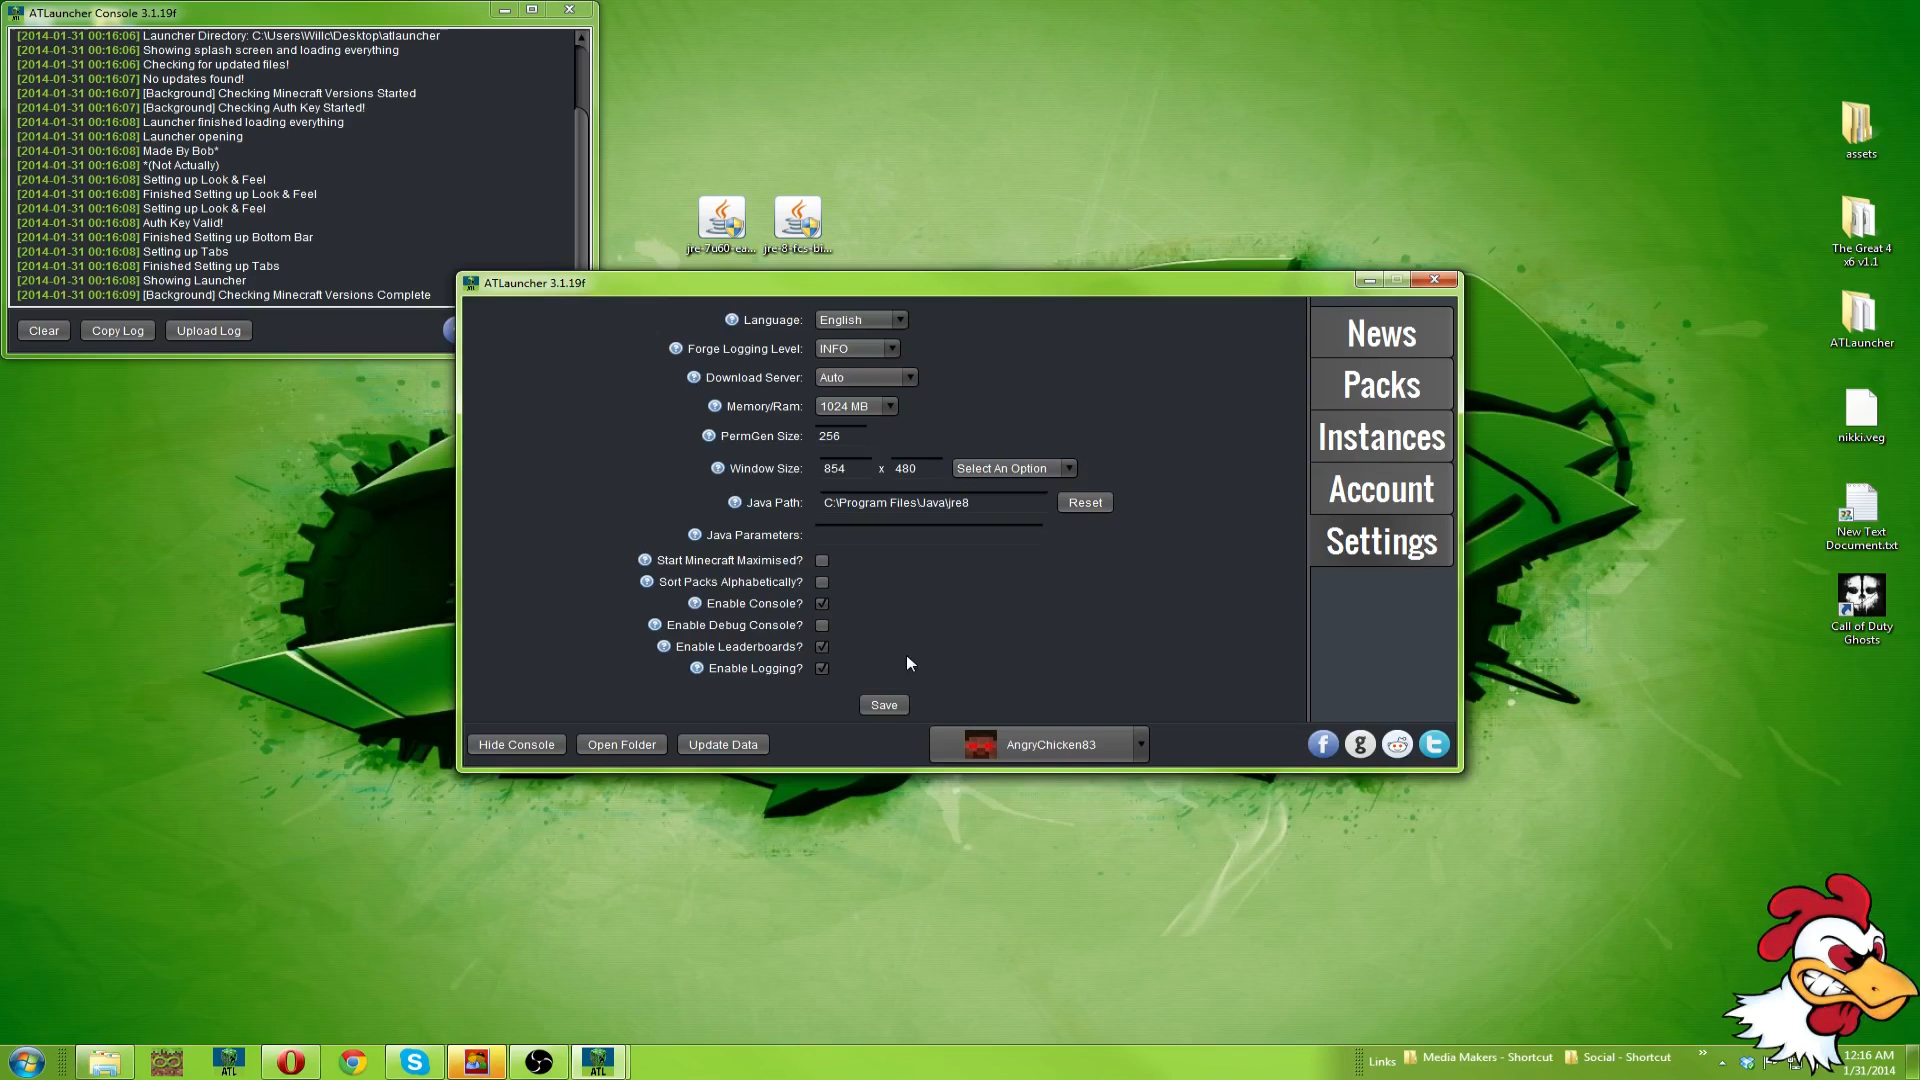 ATLauncher Console 3.1.19f
[2014-01-31 00:16:06] Launcher Directory: C:\Users\Willc\Desktop\atlauncher
[2014-01-31 00:16:06] Showing splash screen and loading everything
[2014-01-31 00:16:06] Checking for updated files!
[2014-01-31 00:16:07] No updates found!
[2014-01-31 00:16:07] [Background] Checking Minecraft Versions Started
[2014-01-31 00:16:07] [Background] Checking Auth Key Started!
[2014-01-31 00:16:08] Launcher finished loading everything
[2014-01-31 00:16:08] Launcher opening
[2014-01-31 00:16:08] Made By Bob*
[2014-01-31 00:16:08] *(Not Actually)
[2014-01-31 00:16:08] Setting up Look & Feel
[2014-01-31 00:16:08] Finished Setting up Look & Feel
[2014-01-31 00:16:08] Setting up Look & Feel
[2014-01-31 00:16:08] Auth Key Valid!
[2014-01-31 00:16:08] Finished Setting up Bottom Bar
[2014-01-31 00:16:08] Setting up Tabs
[2014-01-31 00:16:08] Finished Setting up Tabs
[2014-01-31 00:16:08] Showing Launcher
[2014-01-31 00:16:09] [Background] Checking Minecraft Versions Complete
Clear Copy Log Upload Log
jre-7u60-ea... jre-8-fcs-bi...
ATLauncher 3.1.19f
Language: English
Forge Logging Level: INFO
Download Server: Auto
Memory/Ram: 1024 MB
PermGen Size: 256
Window Size: 854 x 480 Select An Option
Java Path: C:\Program Files\Java\jre8 Reset
Java Parameters:
Start Minecraft Maximised?
Sort Packs Alphabetically?
Enable Console?
Enable Debug Console?
Enable Leaderboards?
Enable Logging?
Save
News
Packs
Instances
Account
Settings
Hide Console Open Folder Update Data AngryChicken83
assets
The Great 4
x6 v1.1
ATLauncher
nikki.veg
New Text
Document.txt
Call of Duty
Ghosts
ATL
ATL
Links Media Makers - Shortcut Social - Shortcut
12:16 AM
1/31/2014